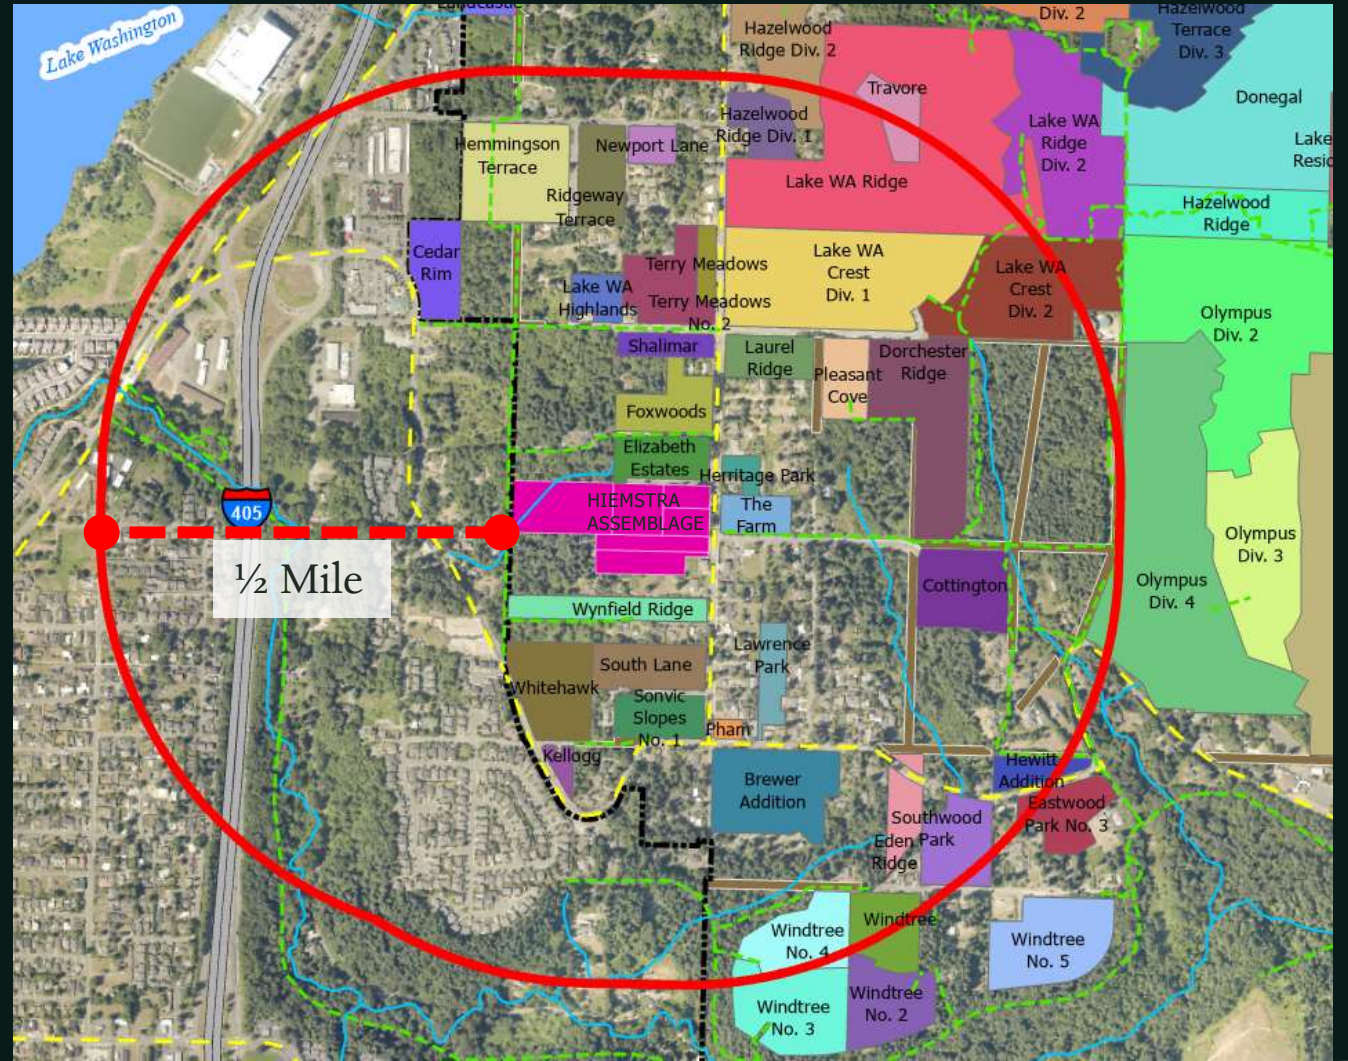 Landcastle
Lake Washington
Hazelwood
Ridge Div. 2
Div. 2
Hazelwood
Terrace
Div. 3
Donegal
Travore
Lake
Hazelwood
Ridge Div. 1
Lake WA
Ridge
Div. 2
Hemmingson
Terrace
Newport Lane
Lake WA Ridge
Ridgeway
Terrace
Hazelwood
Ridge
Cedar
Rim
Terry Meadows
Lake WA
Crest
Div. 1
Lake WA
Crest
Div. 2
Lake WA
Highlands
Terry Meadows
No. 2
Olympus
Div. 2
Shalimar
Laurel
Ridge
Pleasant
Cove
Dorchester
Ridge
Foxwoods
Elizabeth
Estates
Herritage Park
HIEMSTRA
ASSEMBLAGE
The
Farm
405
½ Mile
Olympus
Div. 3
Cottington
Olympus
Div. 4
Wynfield Ridge
Lawrence
Park
South Lane
Whitehawk
Sonvic
Slopes
No. 1
Pham
Kellogg
Brewer
Addition
Hewitt
Addition
Southwood
Park
Eastwood
Park No. 3
Eden
Ridge
Windtree
No. 4
Windtree
Windtree
No. 5
Windtree
No. 3
Windtree
No. 2